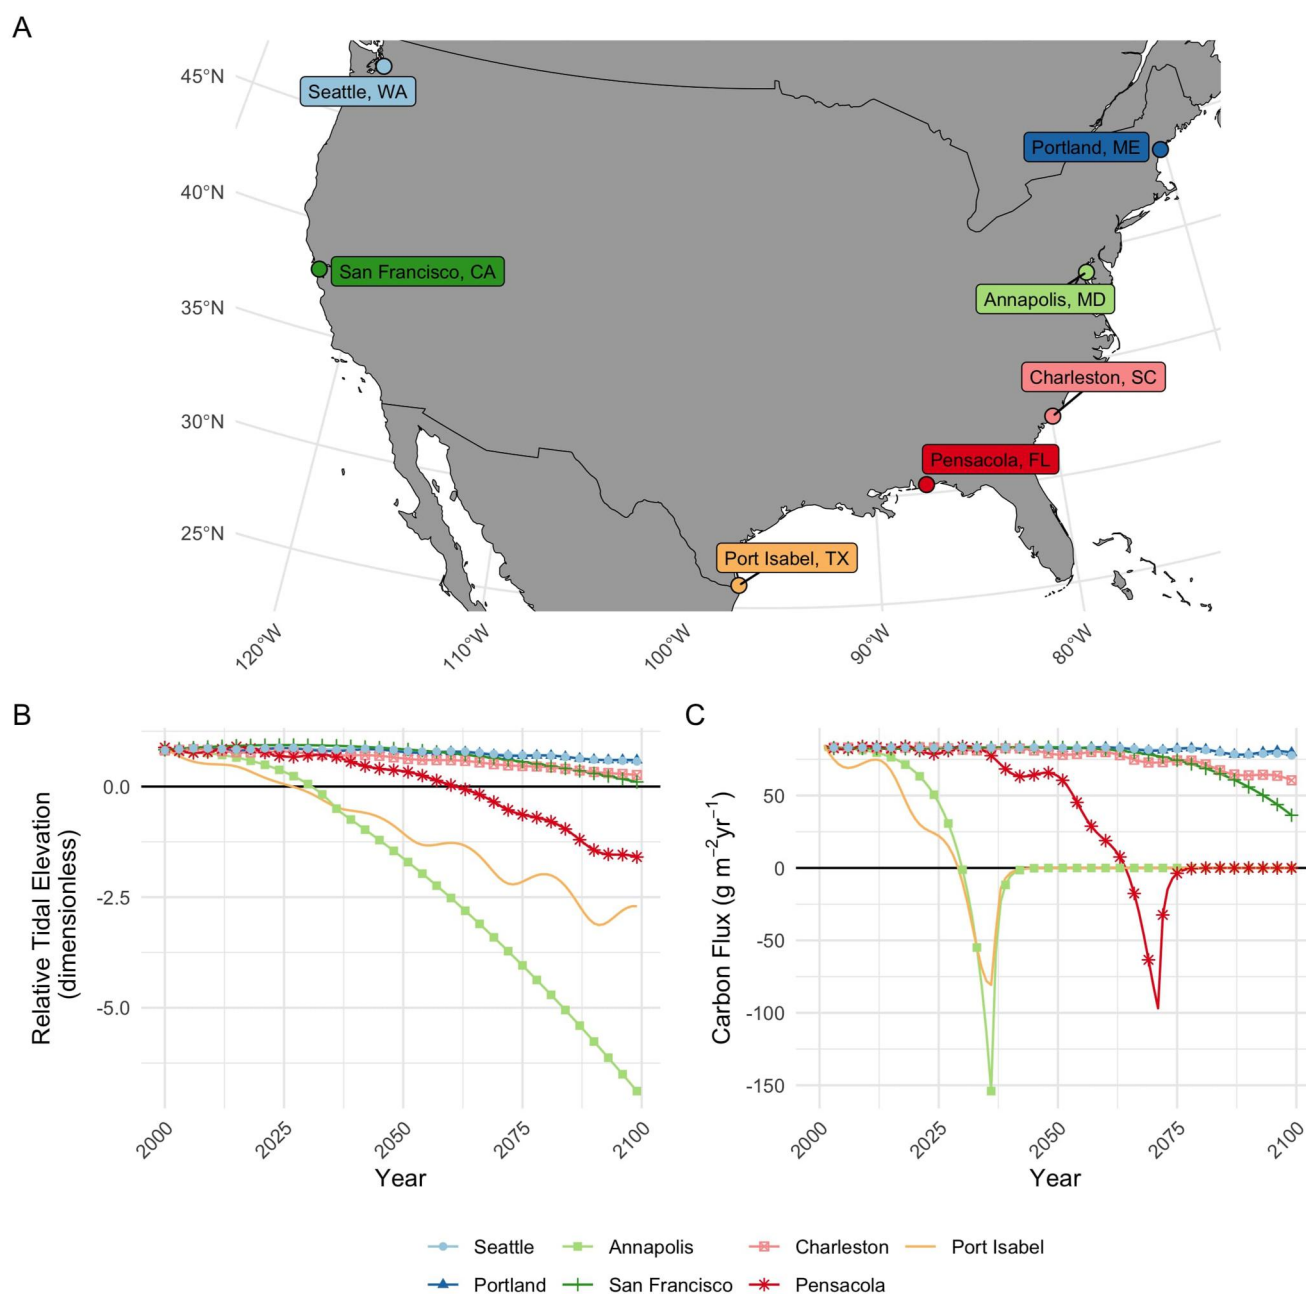 A
45°N
40°N
35°N
30°N
25°N
Seattle, WA
Portland, ME
San Francisco, CA
Annapolis, MD
Charleston, SC
Pensacola, FL
Port Isabel, TX
120°W
110°W
100°W
90°W
80°W
B
Relative Tidal Elevation
(dimensionless)
0.0
-2.5
-5.0
2000
2025
2050
2075
2100
Year
C
Carbon Flux (g m⁻²yr⁻¹)
50
0
-50
-100
-150
2000
2025
2050
2075
2100
Year
Seattle
Annapolis
Charleston
Port Isabel
Portland
San Francisco
Pensacola